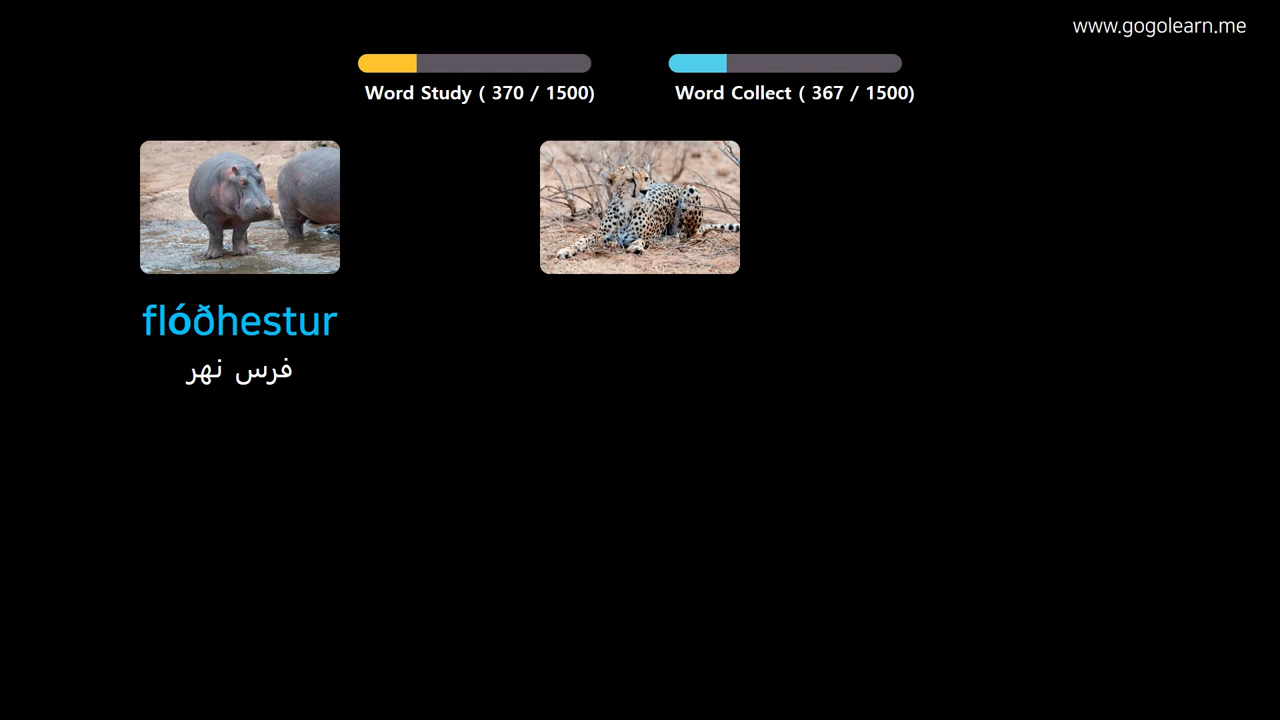 www.gogolearn.me
Word Study ( 370 / 1500)
Word Collect ( 367 / 1500)
flóðhestur
فرس نهر